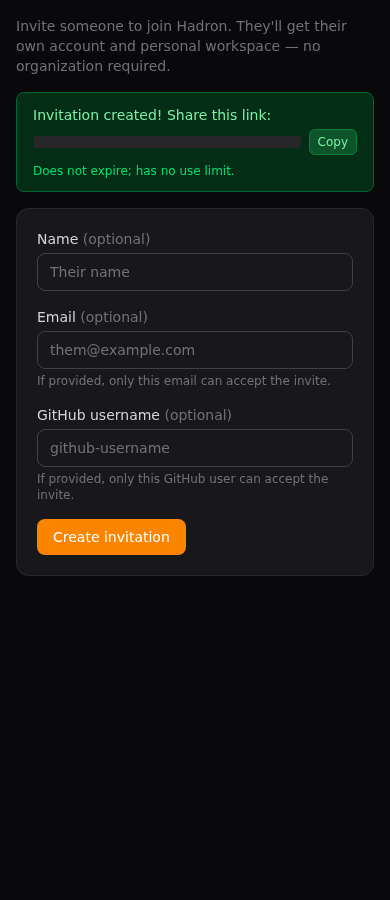 Invite someone to join Hadron. They'll get their
own account and personal workspace — no
organization required.
Invitation created! Share this link:
Copy
Does not expire; has no use limit.
Name (optional)
Their name
Email (optional)
them@example.com
If provided, only this email can accept the invite.
GitHub username (optional)
github-username
If provided, only this GitHub user can accept the
invite.
Create invitation